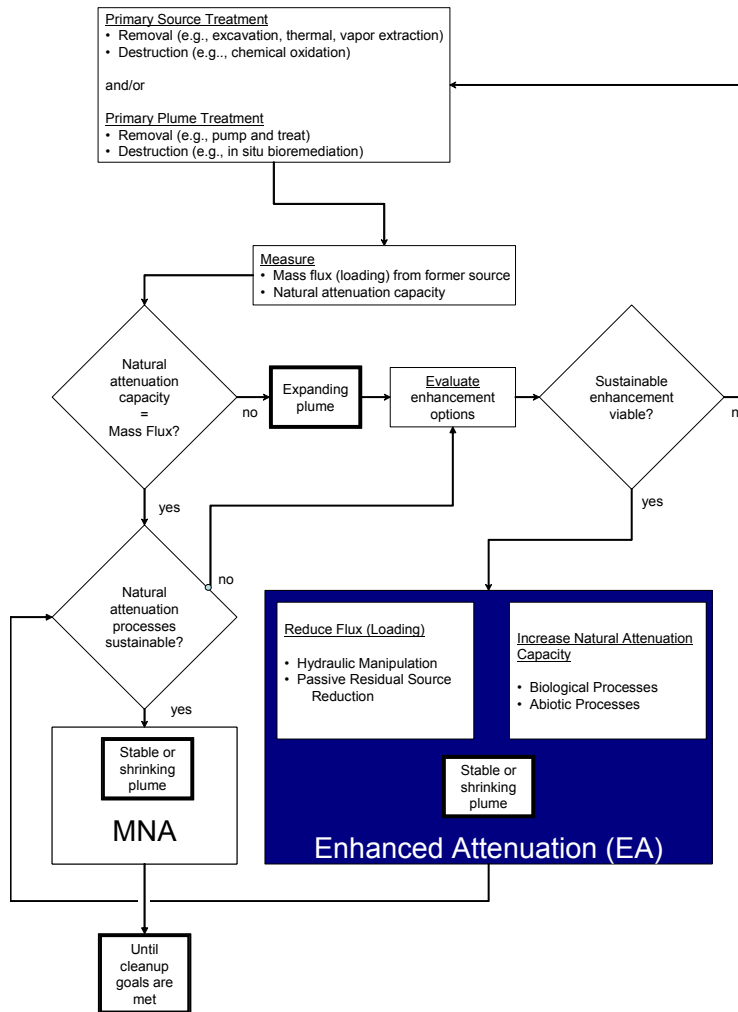 Primary Source Treatment
• Removal (e.g., excavation, thermal, vapor extraction)
• Destruction (e.g.., chemical oxidation)
and/or
Primary Plume Treatment
• Removal (e.g., pump and treat)
• Destruction (e.g., in situ bioremediation)
Measure
• Mass flux (loading) from former source
• Natural attenuation capacity
Natural
attenuation
capacity
=
Mass Flux?
no
Expanding
plume
Evaluate
enhancement
options
Sustainable
enhancement
viable?
n
yes
yes
Natural
attenuation
processes
sustainable?
no
yes
Reduce Flux (Loading)
• Hydraulic Manipulation
• Passive Residual Source
Reduction
Increase Natural Attenuation
Capacity
• Biological Processes
• Abiotic Processes
Stable or
shrinking
plume
MNA
Stable or
shrinking
plume
Enhanced Attenuation (EA)
Until
cleanup
goals are
met